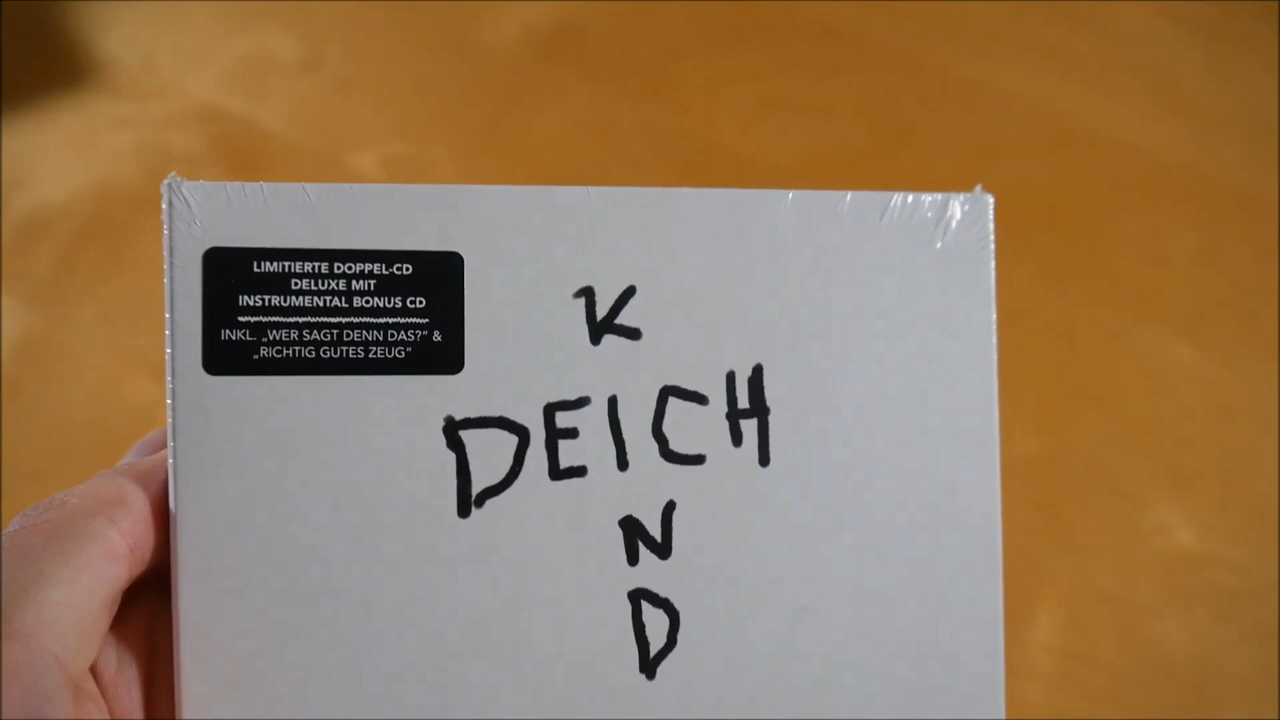 LIMITIERTE DOPPEL-CD
DELUXE MIT
INSTRUMENTAL BONUS CD
INKL. „WER SAGT DENN DAS?" &
„RICHTIG GUTES ZEUG"
K
DEICH
N
D